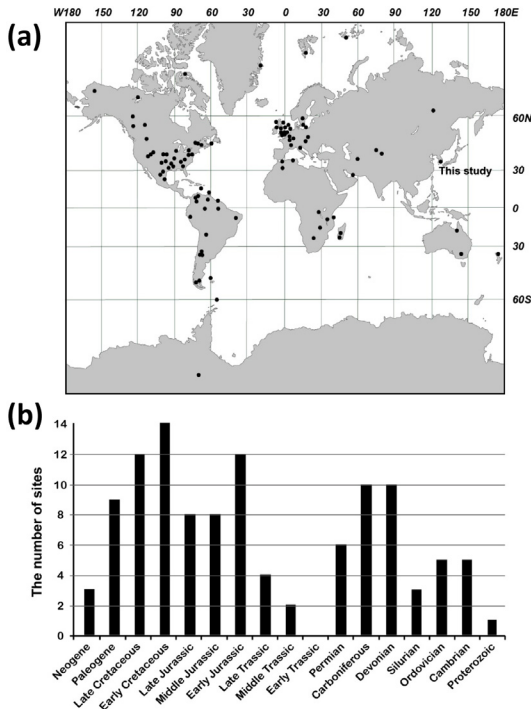 (a)
W180 150 120 90 60 30 0 30 60 90 120 150 180E
60N
This study
30
0
30
60S
(b)
The number of sites
14
12
10
8
6
4
2
0
Neogene
Paleogene
Late Cretaceous
Early Cretaceous
Late Jurassic
Middle Jurassic
Early Jurassic
Late Trassic
Middle Trassic
Early Trassic
Permian
Carboniferous
Devonian
Silurian
Ordovician
Cambrian
Proterozoic